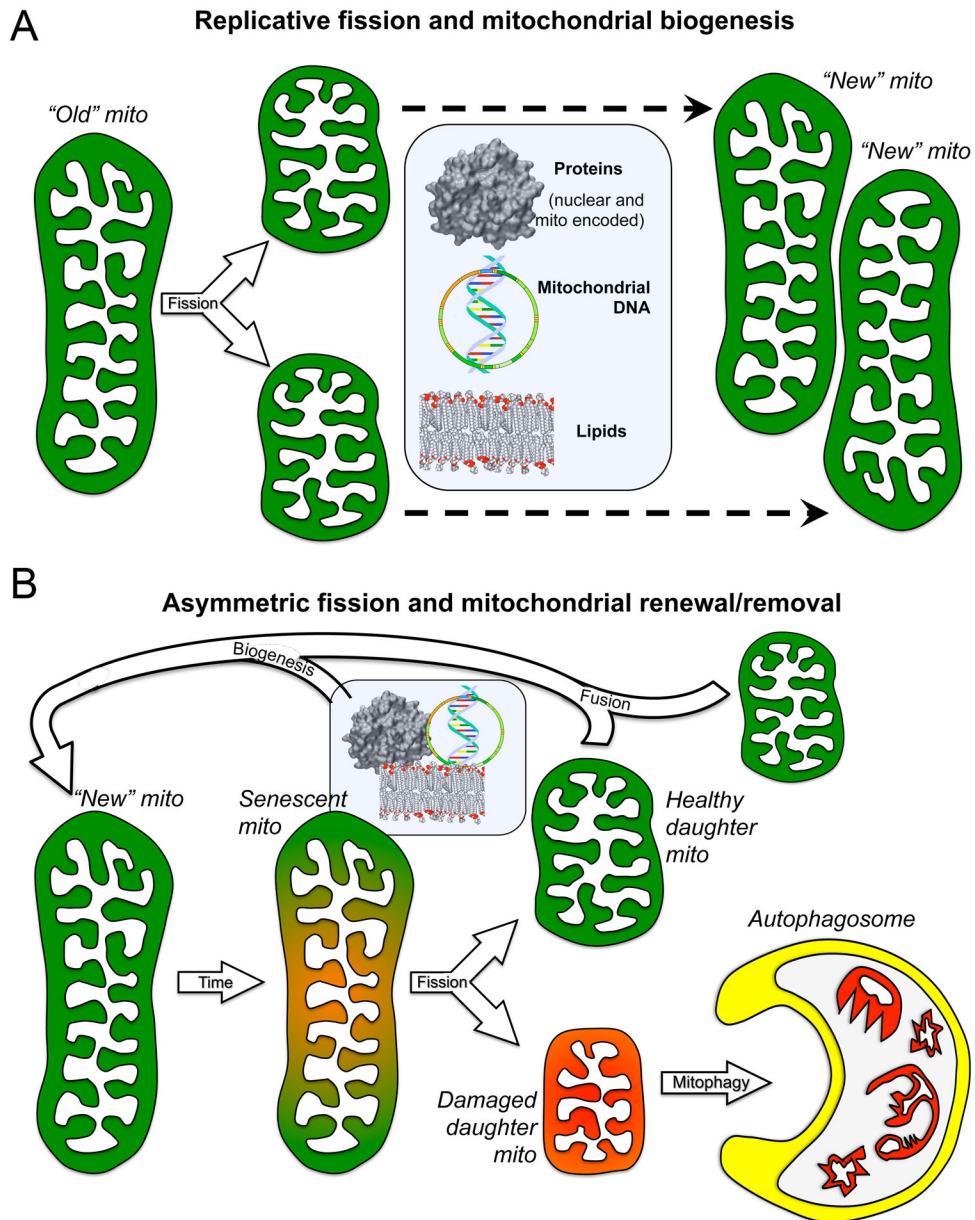 A
Replicative fission and mitochondrial biogenesis
“Old” mito
“New” mito
“New” mito
Proteins
(nuclear and
mito encoded)
Fission
Mitochondrial
DNA
Lipids
B
Asymmetric fission and mitochondrial renewal/removal
Biogenesis
Fusion
“New” mito
Senescent
mito
Healthy
daughter
mito
Autophagosome
Time
Fission
Damaged
daughter
mito
Mitophagy